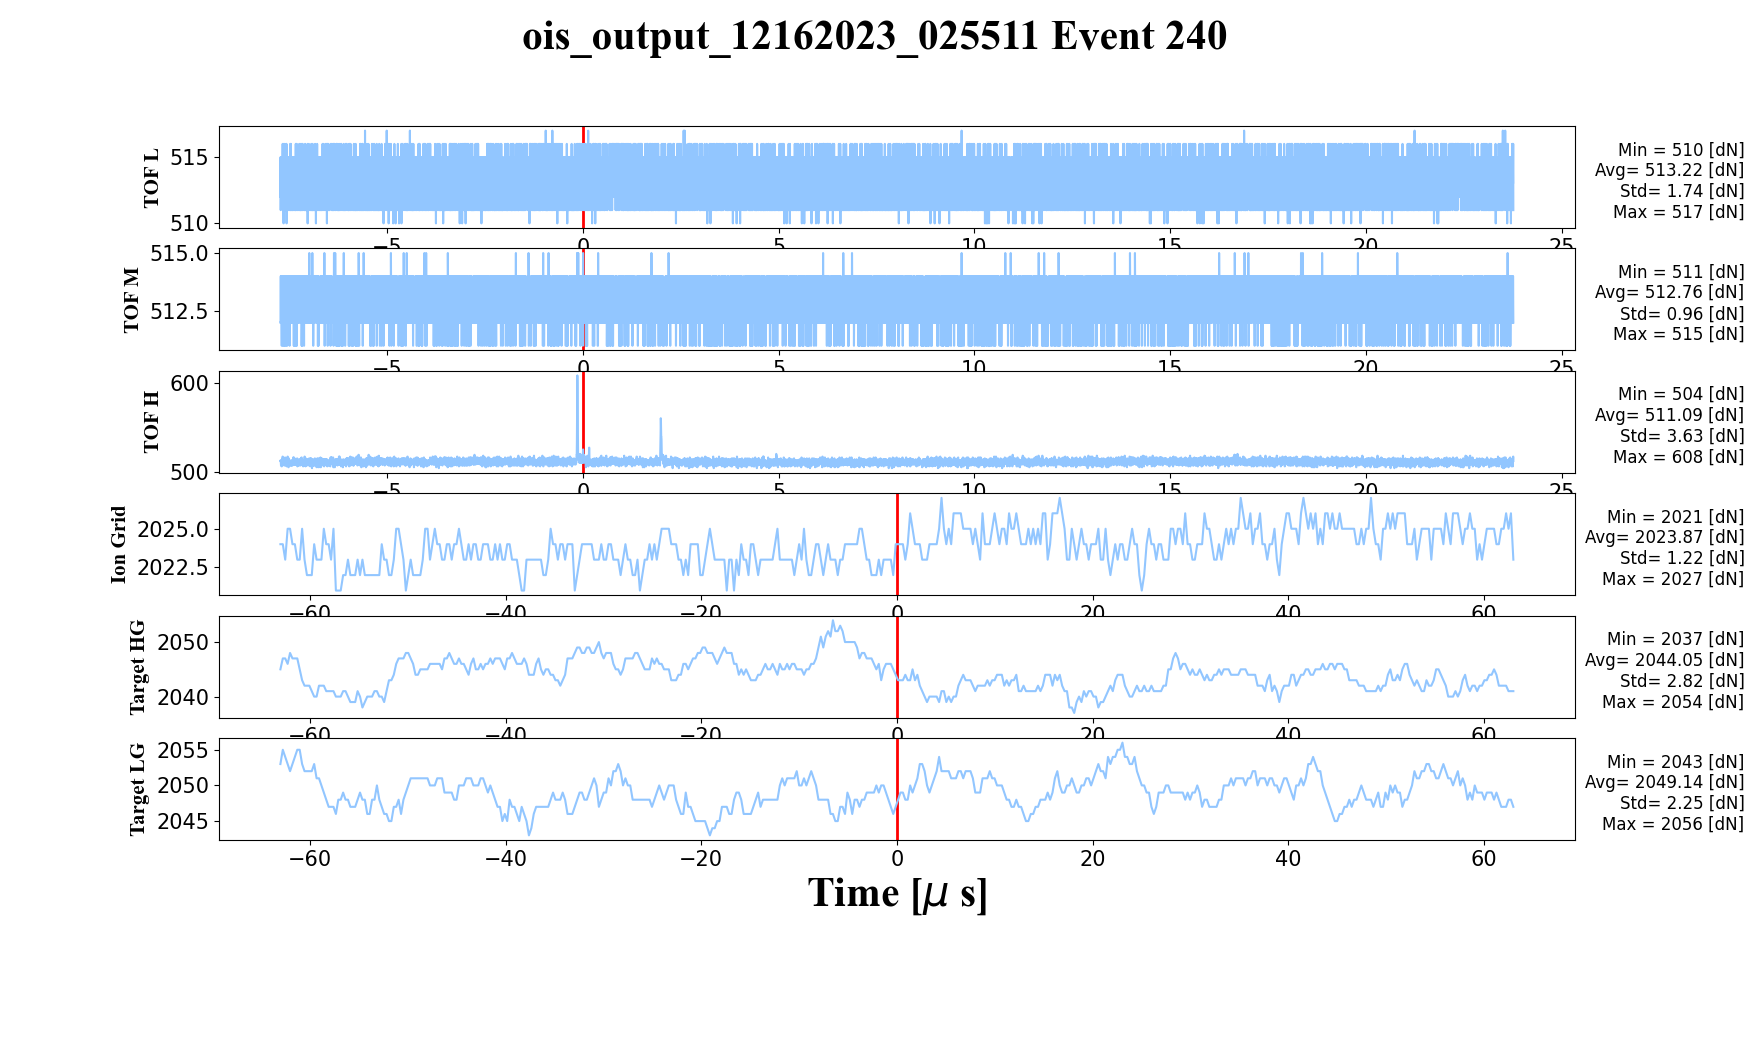 ois_output_12162023_025511 Event 240
TOF L
515
510
−5
0
5
10
15
20
25
Min = 510 [dN]
Avg= 513.22 [dN]
Std= 1.74 [dN]
Max = 517 [dN]
TOF M
515.0
512.5
−5
0
5
10
15
20
25
Min = 511 [dN]
Avg= 512.76 [dN]
Std= 0.96 [dN]
Max = 515 [dN]
TOF H
600
500
−5
0
5
10
15
20
25
Min = 504 [dN]
Avg= 511.09 [dN]
Std= 3.63 [dN]
Max = 608 [dN]
Ion Grid
2025.0
2022.5
−60
−40
−20
0
20
40
60
Min = 2021 [dN]
Avg= 2023.87 [dN]
Std= 1.22 [dN]
Max = 2027 [dN]
Target HG
2050
2040
−60
−40
−20
0
20
40
60
Min = 2037 [dN]
Avg= 2044.05 [dN]
Std= 2.82 [dN]
Max = 2054 [dN]
Target LG
2055
2050
2045
−60
−40
−20
0
20
40
60
Min = 2043 [dN]
Avg= 2049.14 [dN]
Std= 2.25 [dN]
Max = 2056 [dN]
Time [μ s]